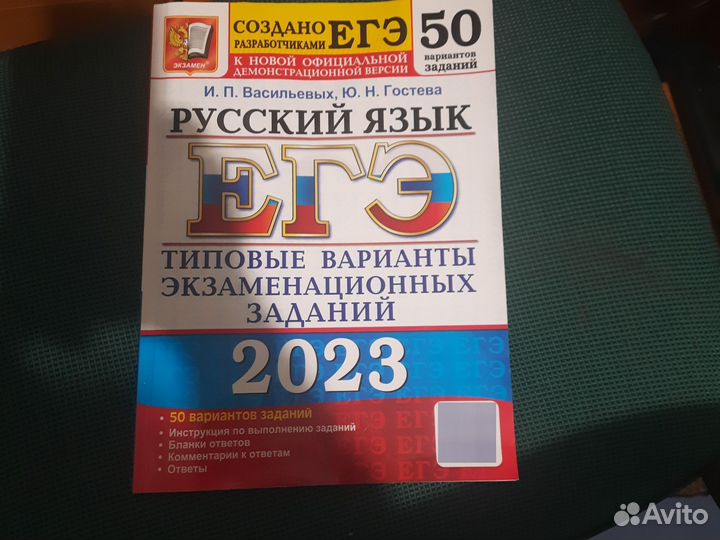 СОЗДАНО
РАЗРАБОТЧИКАМИ ЕГЭ
К НОВОЙ ОФИЦИАЛЬНОЙ
ДЕМОНСТРАЦИОННОЙ ВЕРСИИ
50
вариантов
заданий
ЭКЗАМЕН
И. П. Васильевых, Ю. Н. Гостева
РУССКИЙ ЯЗЫК
ЕГЭ
ТИПОВЫЕ ВАРИАНТЫ
ЭКЗАМЕНАЦИОННЫХ
ЗАДАНИЙ
2023
• 50 вариантов заданий
• Инструкция по выполнению заданий
• Бланки ответов
• Комментарии к ответам
• Ответы
Avito